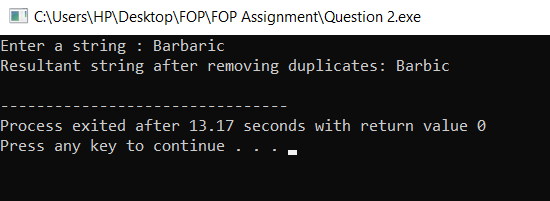 C:\Users\HP\Desktop\FOP\FOP Assignment\Question 2.exe
Enter a string : Barbaric
Resultant string after removing duplicates: Barbic
--------------------------------
Process exited after 13.17 seconds with return value 0
Press any key to continue . . .